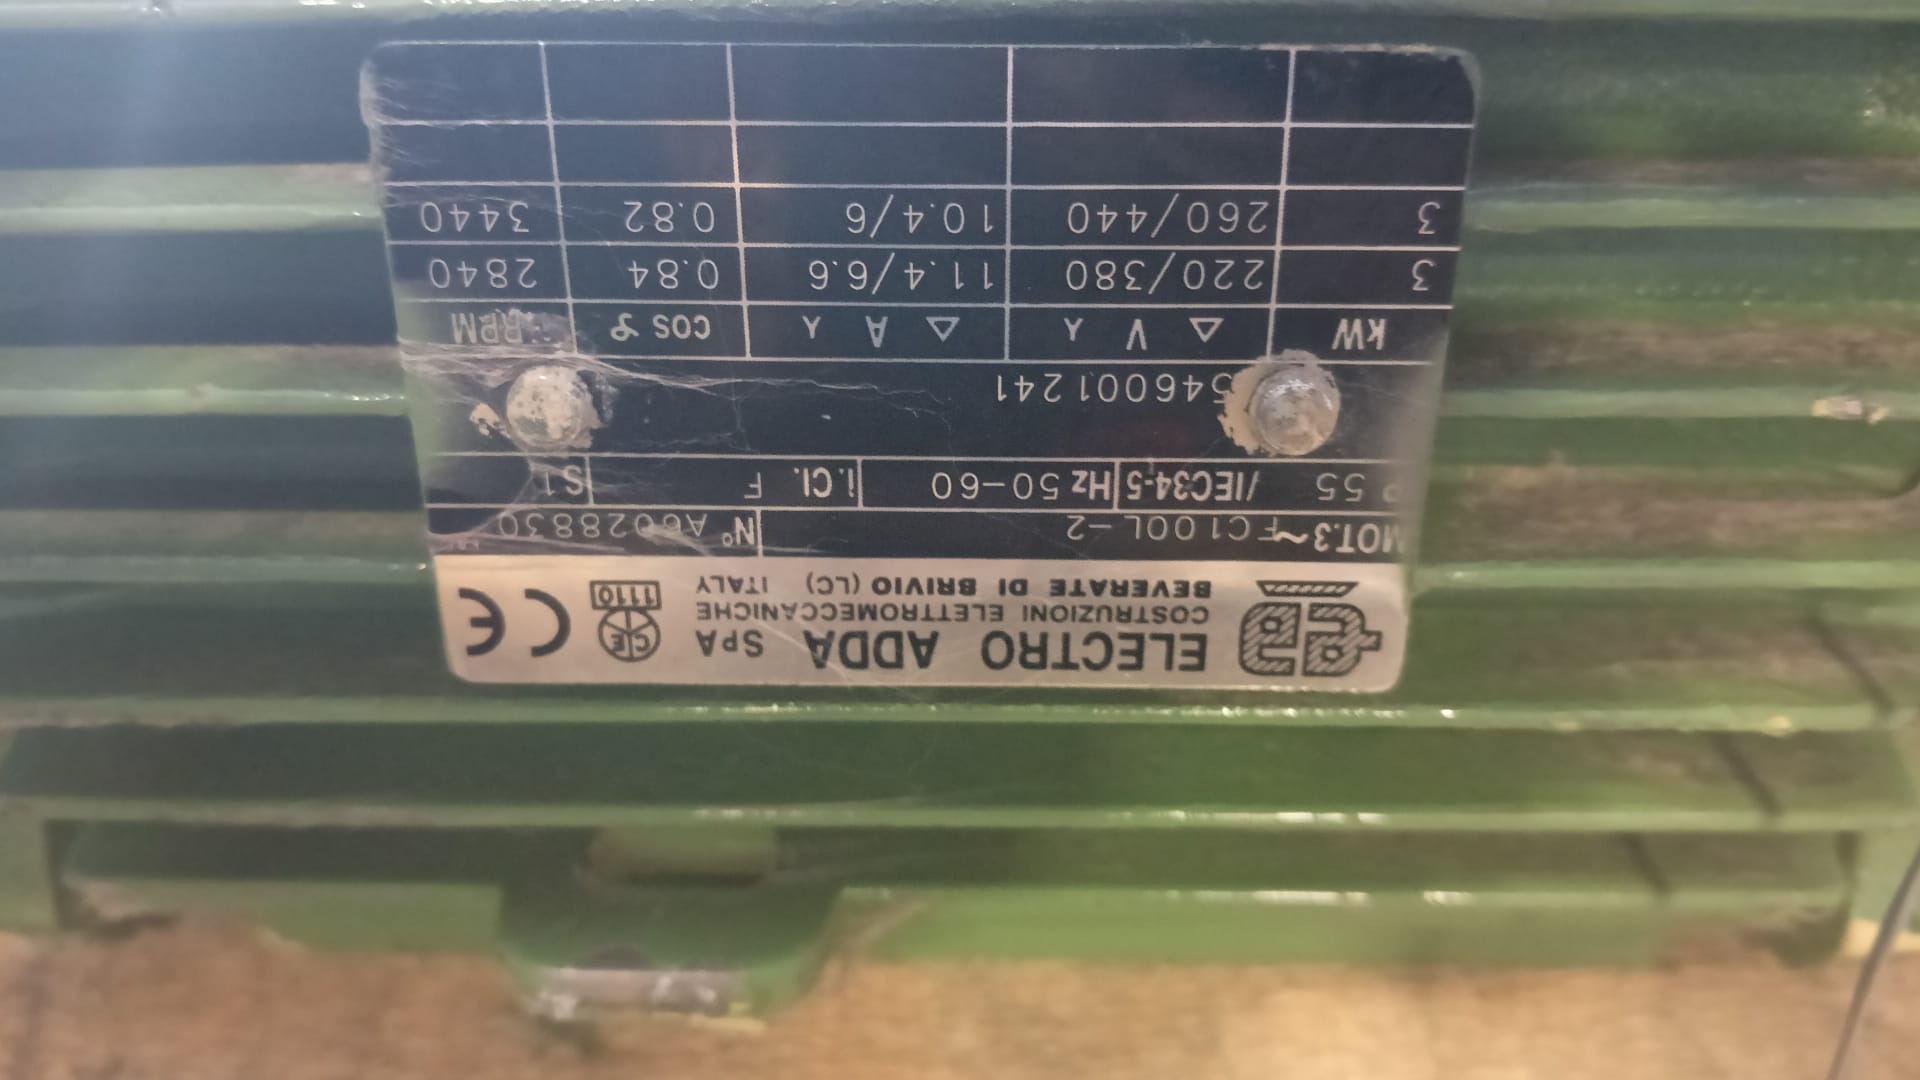 ELECTRO ADDA SPA
COSTRUZIONI ELETTROMECCANICHE
BEVERATE DI BRIVIO (LC) ITALY
CE 1110
CE
MOT.3~ FC100L-2 N° A6028830
P 55 /IEC34-5 Hz 50-60 i.Cl. F S1
546001241
kW △ V ⅄ △ A ⅄ COS φ RPM
3 220/380 11.4/6.6 0.84 2840
3 260/440 10.4/6 0.82 3440